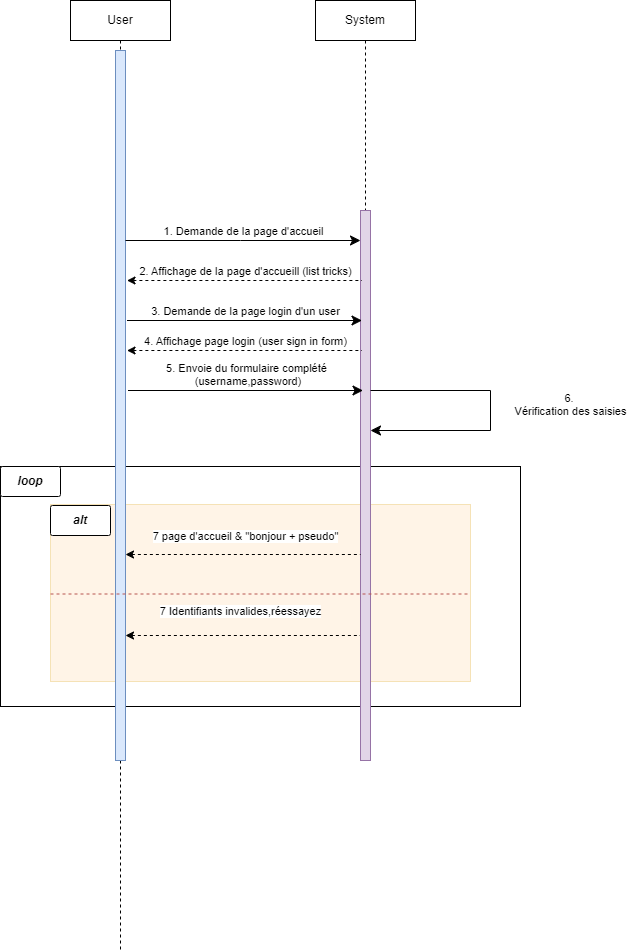 User
System
1. Demande de la page d'accueil
2. Affichage de la page d'accueill (list tricks)
3. Demande de la page login d'un user
4. Affichage page login (user sign in form)
5. Envoie du formulaire complété
(username,password)
6.
Vérification des saisies
loop
alt
7 page d'accueil & "bonjour + pseudo"
7 Identifiants invalides,réessayez